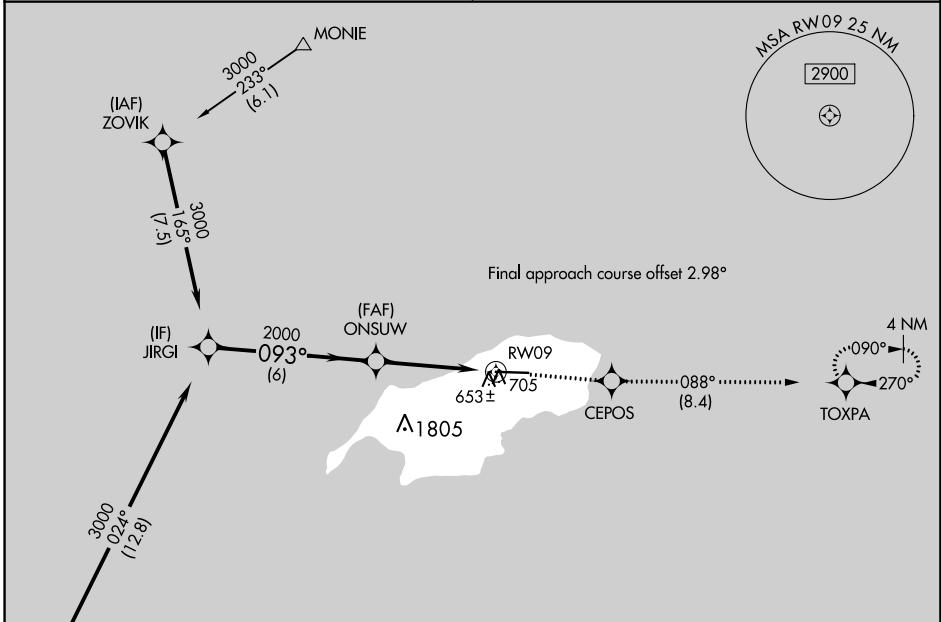 MONIE
3000
233°
(6.1)
(IAF)
ZOVIK
3000
165°
(7.5)
MSA RW09 25 NM
2900
Final approach course offset 2.98°
(IF)
JIRGI
2000
093°
(6)
(FAF)
ONSUW
RW09
705
653±
1805
CEPOS
088°
(8.4)
4 NM
090°
270°
TOXPA
3000
024°
(12.8)